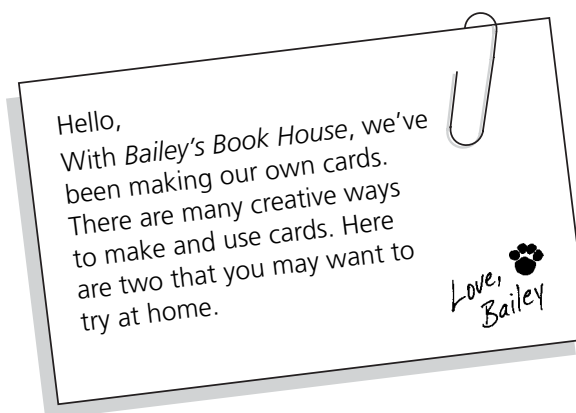 Hello,
With Bailey's Book House, we've
been making our own cards.
There are many creative ways
to make and use cards. Here
are two that you may want to
try at home.
Love,
Bailey